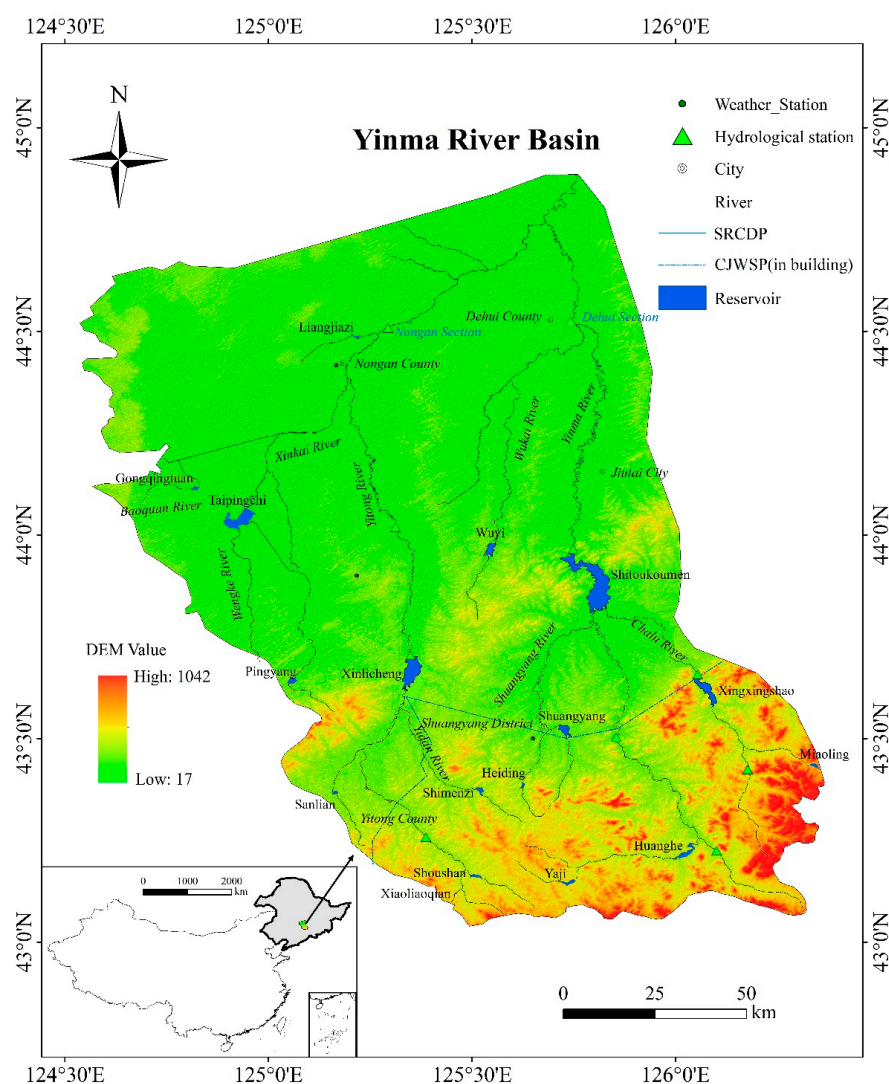 124°30'E 125°0'E 125°30'E 126°0'E
N
Yinma River Basin
Weather_Station
Hydrological station
City
River
SRCDP
CJWSP(in building)
Reservoir
45°0'N 45°0'N
44°30'N 44°30'N
44°0'N 44°0'N
43°30'N 43°30'N
43°0'N 43°0'N
Liangjiazi
Nongan Section
Dehui County
Dehui Section
Nongan County
Xinkai River
Yitong River
Wukai River
Yinma River
Jiutai City
Gongqingtuan
Baoquan River
Taipingchi
Wengke River
Wuyi
Shitoukoumen
Chalu River
Shuangyang River
Pingyang
Xinlicheng
Xingxingshao
Shuangyang District
Shuangyang
Yidan River
Miaoling
Heiding
Shimenzi
Sanlian
Yitong County
Huanghe
Shoushan
Yaji
Xiaoliaoqian
DEM Value
High: 1042
Low: 17
0 1000 2000
km
0 25 50
km
124°30'E 125°0'E 125°30'E 126°0'E